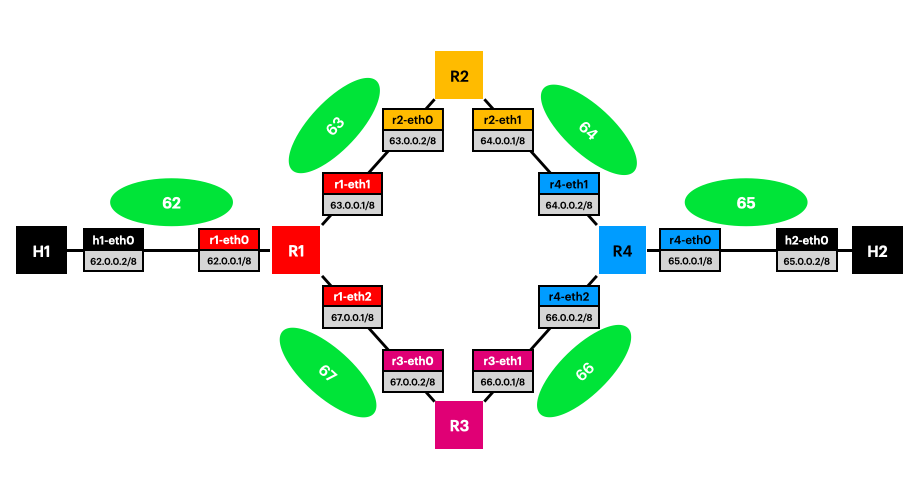 R2
63
r2-eth0
63.0.0.2/8
r2-eth1
64.0.0.1/8
64
r1-eth1
63.0.0.1/8
r4-eth1
64.0.0.2/8
62
65
H1
h1-eth0
62.0.0.2/8
r1-eth0
62.0.0.1/8
R1
R4
r4-eth0
65.0.0.1/8
h2-eth0
65.0.0.2/8
H2
r1-eth2
67.0.0.1/8
r4-eth2
66.0.0.2/8
67
r3-eth0
67.0.0.2/8
r3-eth1
66.0.0.1/8
66
R3